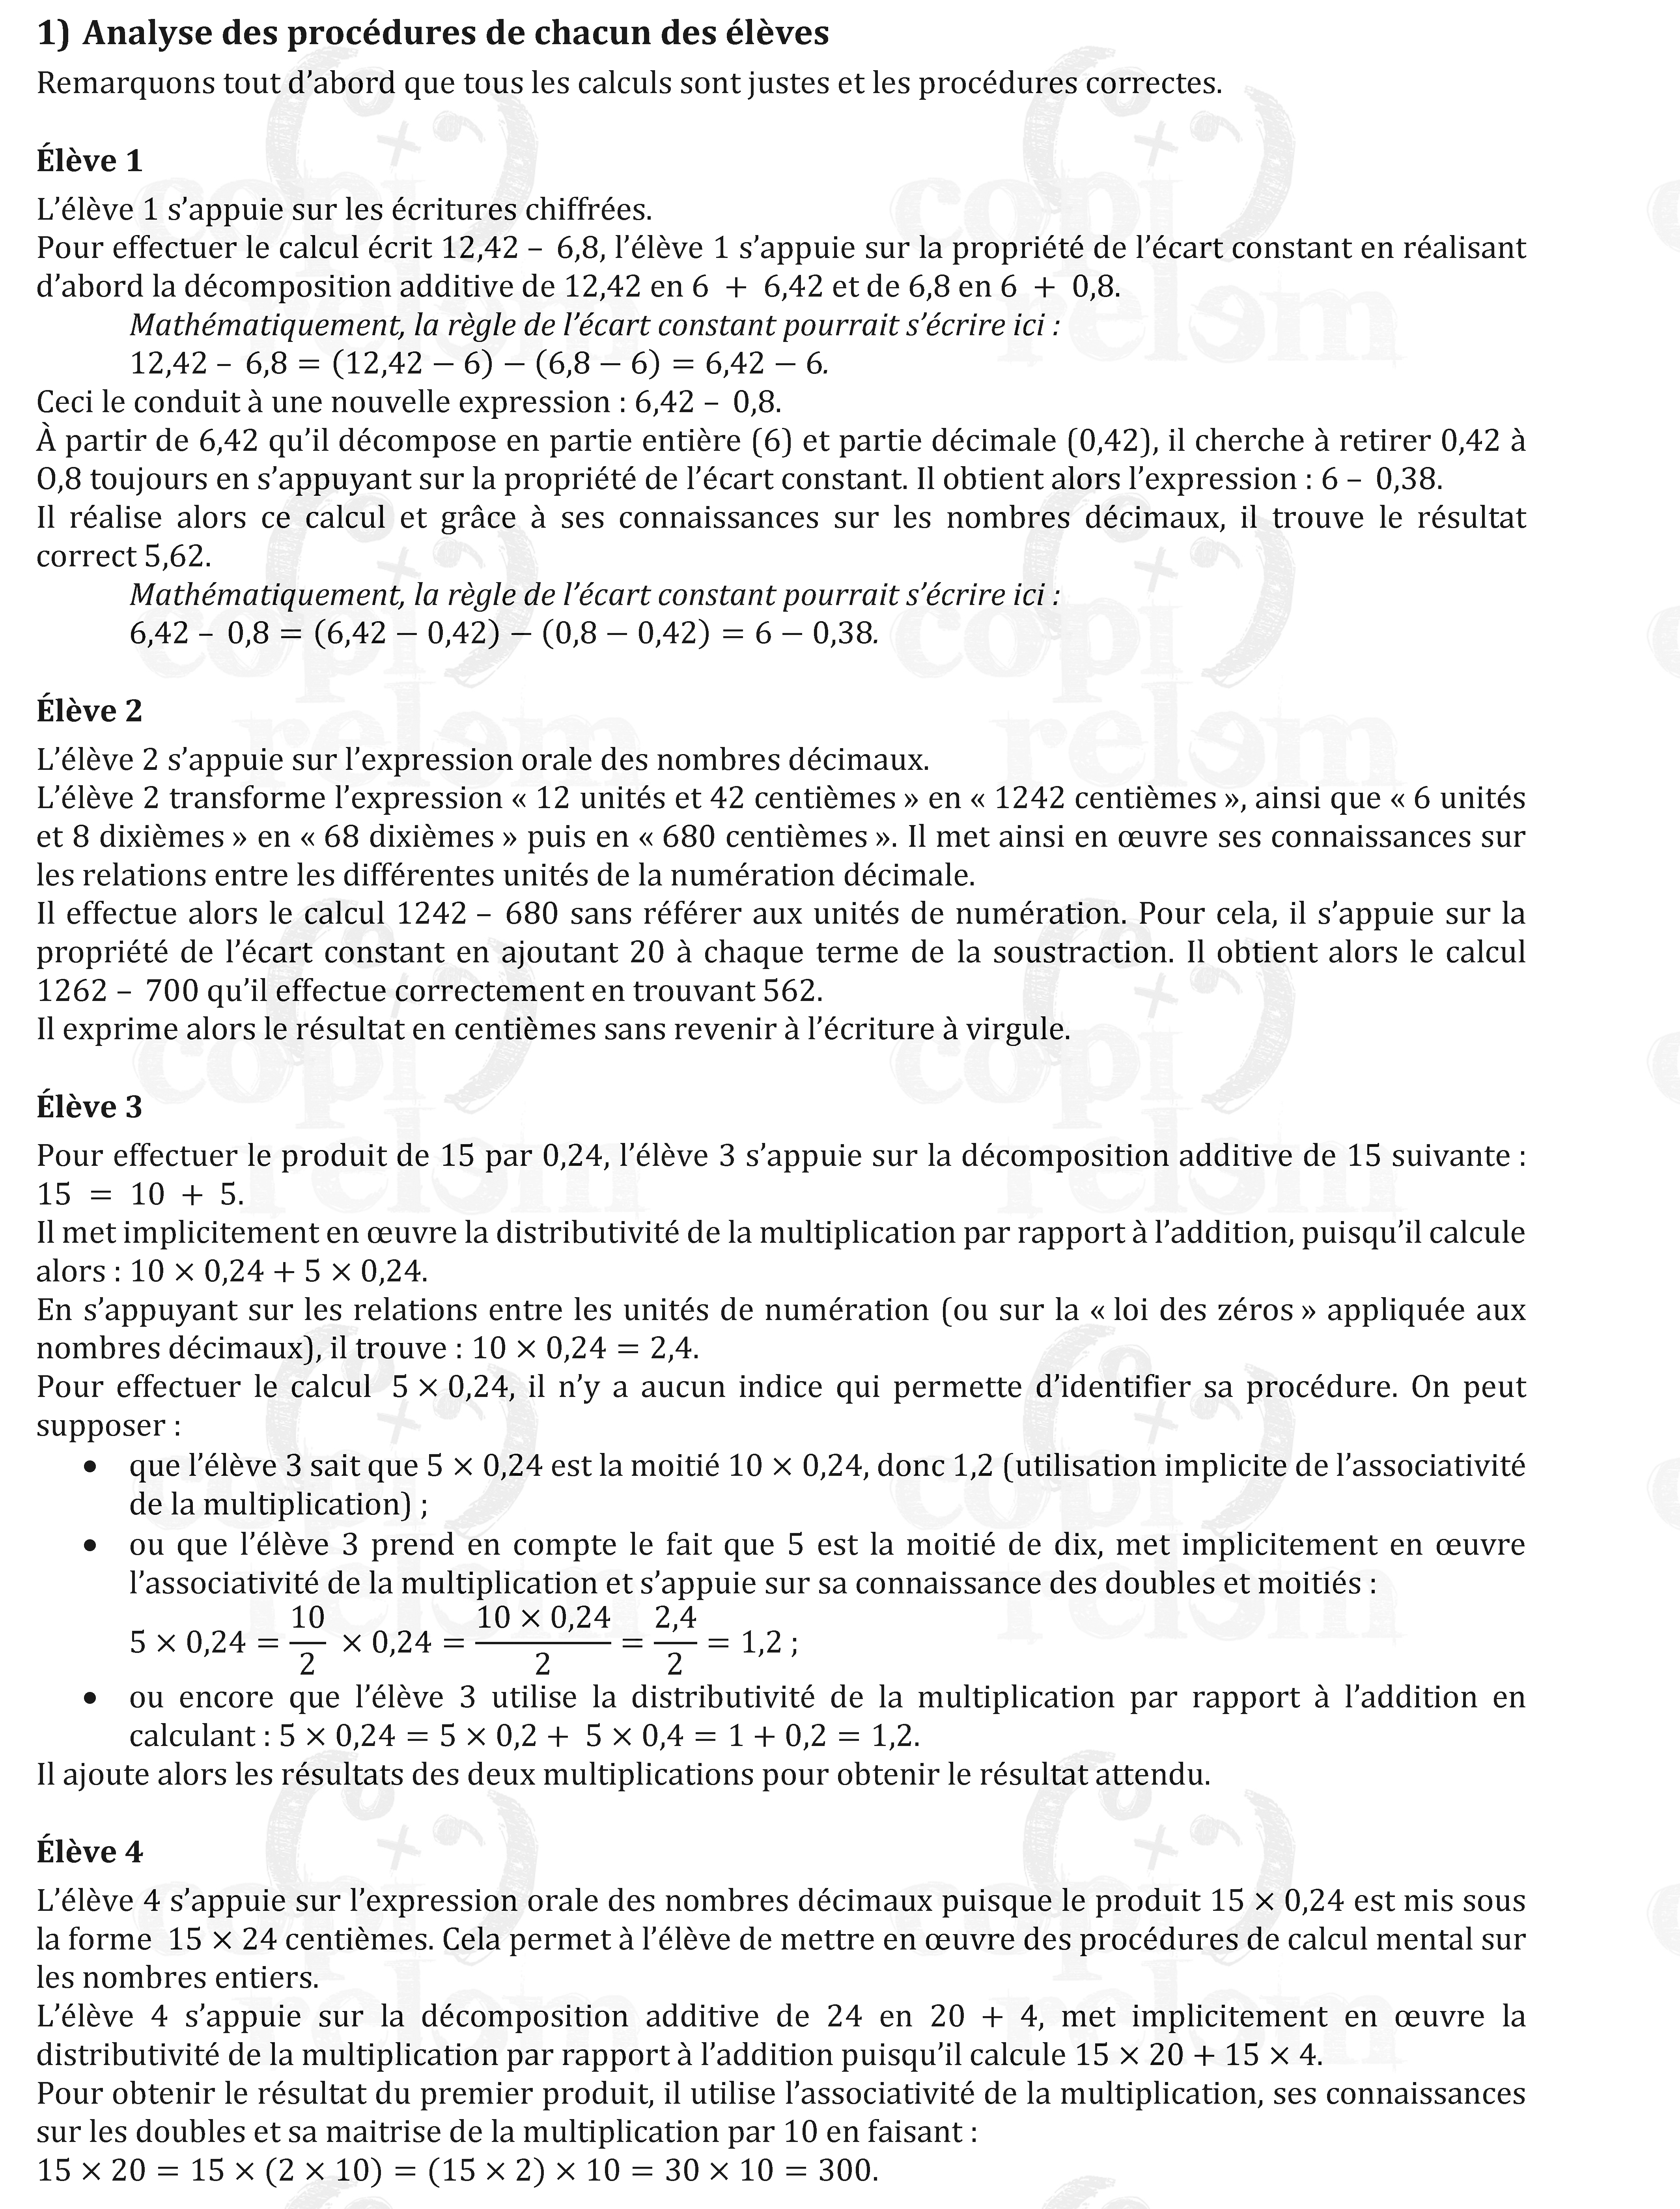 1) Analyse des procédures de chacun des élèves
Remarquons tout d’abord que tous les calculs sont justes et les procédures correctes.
Élève 1
L’élève 1 s’appuie sur les écritures chiffrées.
Pour effectuer le calcul écrit 12,42 – 6,8, l’élève 1 s’appuie sur la propriété de l’écart constant en réalisant
d’abord la décomposition additive de 12,42 en 6 + 6,42 et de 6,8 en 6 + 0,8.
Mathématiquement, la règle de l’écart constant pourrait s’écrire ici :
12,42 – 6,8 = (12,42 − 6) − (6,8 − 6) = 6,42 − 6.
Ceci le conduit à une nouvelle expression : 6,42 – 0,8.
À partir de 6,42 qu’il décompose en partie entière (6) et partie décimale (0,42), il cherche à retirer 0,42 à
O,8 toujours en s’appuyant sur la propriété de l’écart constant. Il obtient alors l’expression : 6 – 0,38.
Il réalise alors ce calcul et grâce à ses connaissances sur les nombres décimaux, il trouve le résultat
correct 5,62.
Mathématiquement, la règle de l’écart constant pourrait s’écrire ici :
6,42 – 0,8 = (6,42 − 0,42) − (0,8 − 0,42) = 6 − 0,38.
Élève 2
L’élève 2 s’appuie sur l’expression orale des nombres décimaux.
L’élève 2 transforme l’expression « 12 unités et 42 centièmes » en « 1242 centièmes », ainsi que « 6 unités
et 8 dixièmes » en « 68 dixièmes » puis en « 680 centièmes ». Il met ainsi en œuvre ses connaissances sur
les relations entre les différentes unités de la numération décimale.
Il effectue alors le calcul 1242 – 680 sans référer aux unités de numération. Pour cela, il s’appuie sur la
propriété de l’écart constant en ajoutant 20 à chaque terme de la soustraction. Il obtient alors le calcul
1262 – 700 qu’il effectue correctement en trouvant 562.
Il exprime alors le résultat en centièmes sans revenir à l’écriture à virgule.
Élève 3
Pour effectuer le produit de 15 par 0,24, l’élève 3 s’appuie sur la décomposition additive de 15 suivante :
15 = 10 + 5.
Il met implicitement en œuvre la distributivité de la multiplication par rapport à l’addition, puisqu’il calcule
alors : 10 × 0,24 + 5 × 0,24.
En s’appuyant sur les relations entre les unités de numération (ou sur la « loi des zéros » appliquée aux
nombres décimaux), il trouve : 10 × 0,24 = 2,4.
Pour effectuer le calcul 5 × 0,24, il n’y a aucun indice qui permette d’identifier sa procédure. On peut
supposer :
• que l’élève 3 sait que 5 × 0,24 est la moitié 10 × 0,24, donc 1,2 (utilisation implicite de l’associativité
de la multiplication) ;
• ou que l’élève 3 prend en compte le fait que 5 est la moitié de dix, met implicitement en œuvre
l’associativité de la multiplication et s’appuie sur sa connaissance des doubles et moitiés :
5 × 0,24 = 10/2 × 0,24 = 10 × 0,24/2 = 2,4/2 = 1,2 ;
• ou encore que l’élève 3 utilise la distributivité de la multiplication par rapport à l’addition en
calculant : 5 × 0,24 = 5 × 0,2 + 5 × 0,4 = 1 + 0,2 = 1,2.
Il ajoute alors les résultats des deux multiplications pour obtenir le résultat attendu.
Élève 4
L’élève 4 s’appuie sur l’expression orale des nombres décimaux puisque le produit 15 × 0,24 est mis sous
la forme 15 × 24 centièmes. Cela permet à l’élève de mettre en œuvre des procédures de calcul mental sur
les nombres entiers.
L’élève 4 s’appuie sur la décomposition additive de 24 en 20 + 4, met implicitement en œuvre la
distributivité de la multiplication par rapport à l’addition puisqu’il calcule 15 × 20 + 15 × 4.
Pour obtenir le résultat du premier produit, il utilise l’associativité de la multiplication, ses connaissances
sur les doubles et sa maitrise de la multiplication par 10 en faisant :
15 × 20 = 15 × (2 × 10) = (15 × 2) × 10 = 30 × 10 = 300.